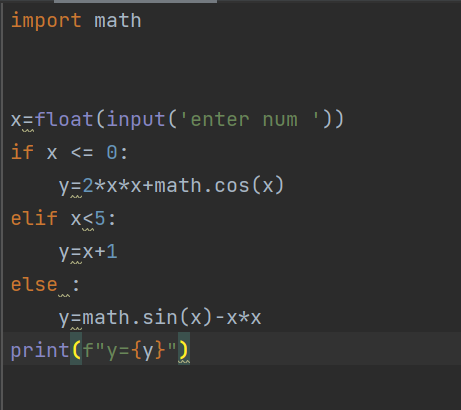 import math
x=float(input('enter num '))
if x <= 0:
    y=2*x*x+math.cos(x)
elif x<5:
    y=x+1
else :
    y=math.sin(x)-x*x
print(f"y={y}")